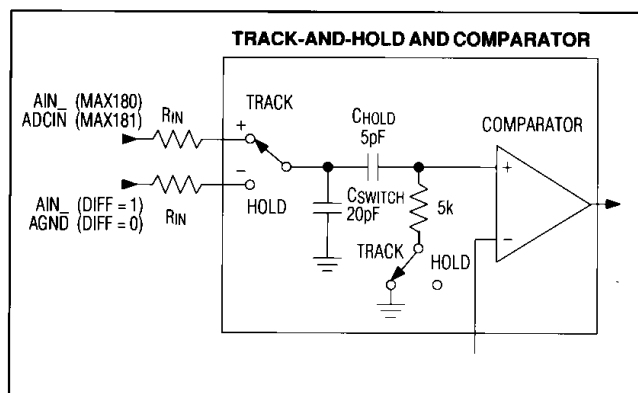 TRACK-AND-HOLD AND COMPARATOR
AIN_ (MAX180)
ADCIN (MAX181)
RIN
TRACK
CHOLD
5pF
COMPARATOR
+
+
−
CSWITCH
20pF
5k
AIN_ (DIFF = 1)
AGND (DIFF = 0)
RIN
HOLD
TRACK
HOLD
−